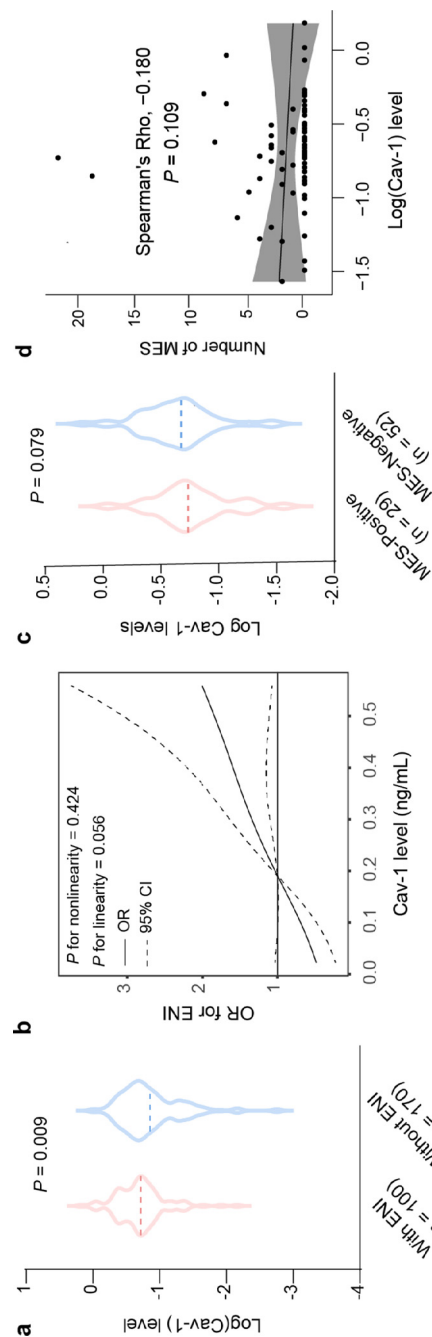 a
Log(Cav-1) level
1
0
-1
-2
-3
-4
P = 0.009
With ENI
= 100)
Without ENI
= 170)
b
OR for ENI
3
2
1
P for nonlinearity = 0.424
P for linearity = 0.056
OR
95% CI
0.0
0.1
0.2
0.3
0.4
0.5
Cav-1 level (ng/mL)
c
Log Cav-1 levels
0.5
0.0
-0.5
-1.0
-1.5
-2.0
P = 0.079
MES-Positive
(n = 29)
MES-Negative
(n = 52)
d
Number of MES
20
15
10
5
0
Spearman's Rho, −0.180
P = 0.109
-1.5
-1.0
-0.5
0.0
Log(Cav-1) level